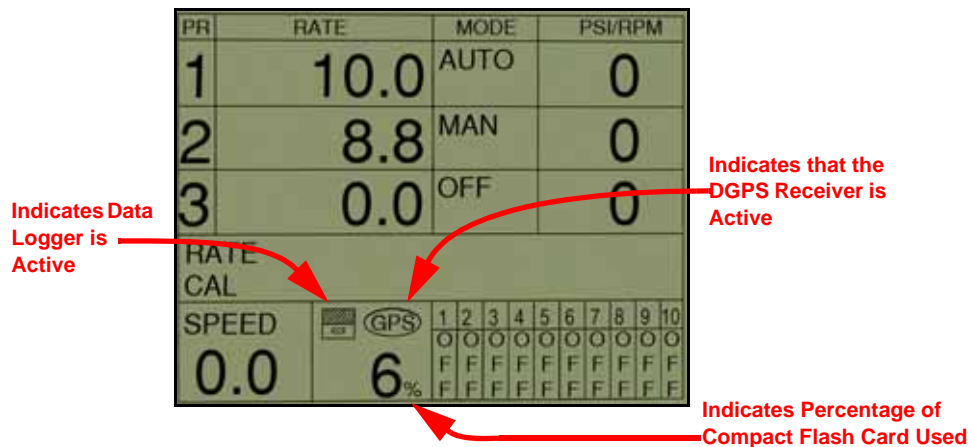 PR RATE MODE PSI/RPM
1 10.0 AUTO 0
2 8.8 MAN 0
3 0.0 OFF 0
RATE
CAL
SPEED GPS 1 2 3 4 5 6 7 8 9 10
O O O O O O O O O O
0.0 6% F F F F F F F F F F
F F F F F F F F F F
Indicates Data
Logger is
Active
Indicates that the
DGPS Receiver is
Active
Indicates Percentage of
Compact Flash Card Used